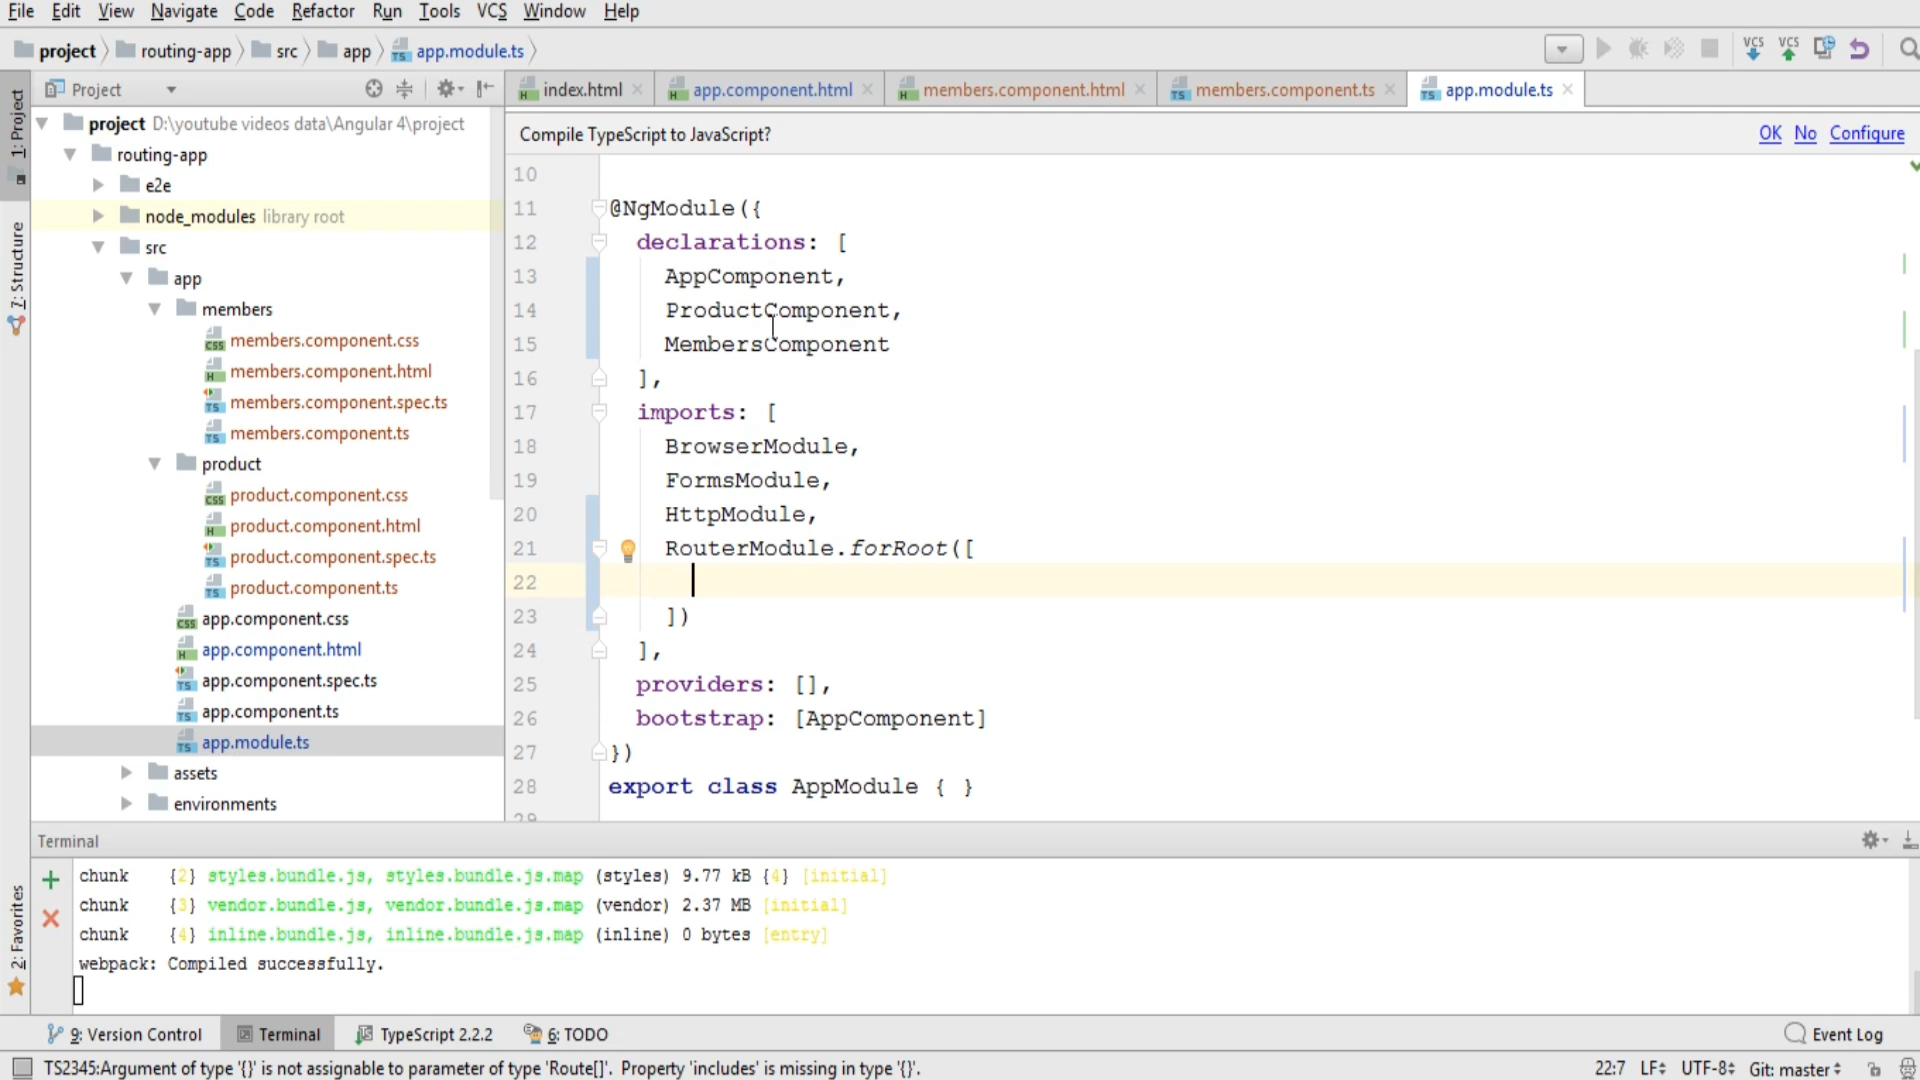 File Edit View Navigate Code Refactor Run Tools VCS Window Help
project routing-app src app app.module.ts
VCS VCS
Project
index.html app.component.html members.component.html members.component.ts app.module.ts
1: Project
7: Structure
2: Favorites
project D:\youtube videos data\Angular 4\project
routing-app
e2e
node_modules library root
src
app
members
members.component.css
members.component.html
members.component.spec.ts
members.component.ts
product
product.component.css
product.component.html
product.component.spec.ts
product.component.ts
app.component.css
app.component.html
app.component.spec.ts
app.component.ts
app.module.ts
assets
environments
Compile TypeScript to JavaScript? OK No Configure
10
11 @NgModule({
12 declarations: [
13 AppComponent,
14 ProductComponent,
15 MembersComponent
16 ],
17 imports: [
18 BrowserModule,
19 FormsModule,
20 HttpModule,
21 RouterModule.forRoot([
22
23 ])
24 ],
25 providers: [],
26 bootstrap: [AppComponent]
27 })
28 export class AppModule { }
29
Terminal
chunk {2} styles.bundle.js, styles.bundle.js.map (styles) 9.77 kB {4} [initial]
chunk {3} vendor.bundle.js, vendor.bundle.js.map (vendor) 2.37 MB [initial]
chunk {4} inline.bundle.js, inline.bundle.js.map (inline) 0 bytes [entry]
webpack: Compiled successfully.
9: Version Control Terminal TypeScript 2.2.2 6: TODO Event Log
TS2345:Argument of type '{}' is not assignable to parameter of type 'Route[]'. Property 'includes' is missing in type '{}'. 22:7 LF UTF-8 Git: master